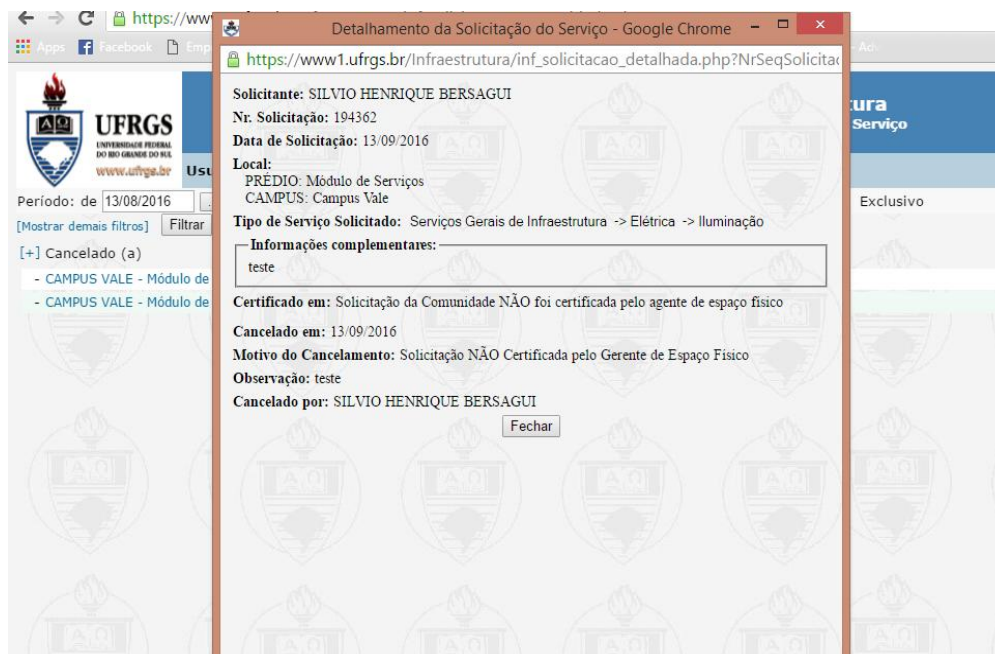 https://www
Apps Facebook Emp
UFRGS
UNIVERSIDADE FEDERAL
DO RIO GRANDE DO SUL
www.ufrgs.br
Usu
Período: de 13/08/2016
[Mostrar demais filtros] Filtrar
[+] Cancelado (a)
- CAMPUS VALE - Módulo de
- CAMPUS VALE - Módulo de
Detalhamento da Solicitação do Serviço - Google Chrome
https://www1.ufrgs.br/Infraestrutura/inf_solicitacao_detalhada.php?NrSeqSolicitac
Solicitante: SILVIO HENRIQUE BERSAGUI
Nr. Solicitação: 194362
Data de Solicitação: 13/09/2016
Local:
PRÉDIO: Módulo de Serviços
CAMPUS: Campus Vale
Tipo de Serviço Solicitado: Serviços Gerais de Infraestrutura -> Elétrica -> Iluminação
Informações complementares:
teste
Certificado em: Solicitação da Comunidade NÃO foi certificada pelo agente de espaço físico
Cancelado em: 13/09/2016
Motivo do Cancelamento: Solicitação NÃO Certificada pelo Gerente de Espaço Físico
Observação: teste
Cancelado por: SILVIO HENRIQUE BERSAGUI
Fechar
tura
Serviço
Exclusivo